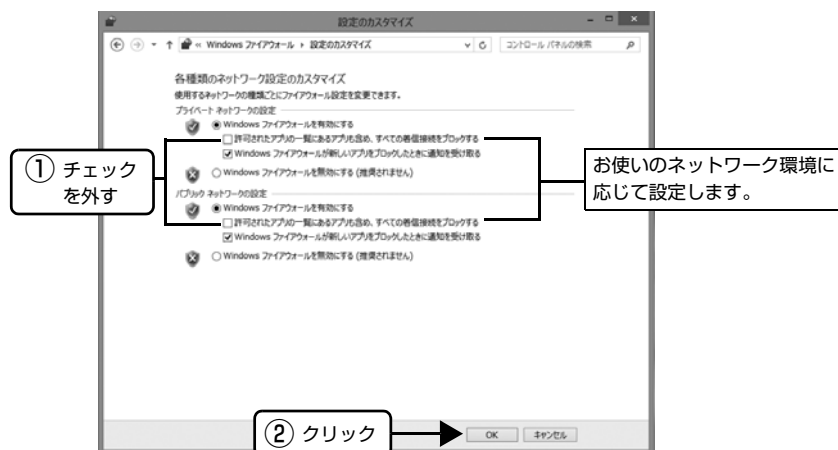 設定のカスタマイズ
« Windows ファイアウォール ▸ 設定のカスタマイズ
コントロール パネルの検索
各種類のネットワーク設定のカスタマイズ
使用するネットワークの種類ごとにファイアウォール設定を変更できます。
プライベート ネットワークの設定
Windows ファイアウォールを有効にする
許可されたアプリの一覧にあるアプリも含め、すべての着信接続をブロックする
Windows ファイアウォールが新しいアプリをブロックしたときに通知を受け取る
Windows ファイアウォールを無効にする (推奨されません)
① チェック
を外す
お使いのネットワーク環境に
応じて設定します。
パブリック ネットワークの設定
Windows ファイアウォールを有効にする
許可されたアプリの一覧にあるアプリも含め、すべての着信接続をブロックする
Windows ファイアウォールが新しいアプリをブロックしたときに通知を受け取る
Windows ファイアウォールを無効にする (推奨されません)
② クリック
OK
キャンセル